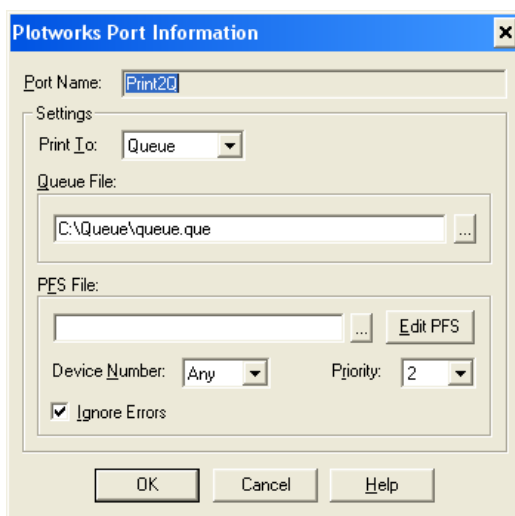 Plotworks Port Information
Port Name: Print2Q
Settings
Print To: Queue
Queue File:
C:\Queue\queue.que ...
PFS File:
... Edit PFS
Device Number: Any Priority: 2
Ignore Errors
OK Cancel Help